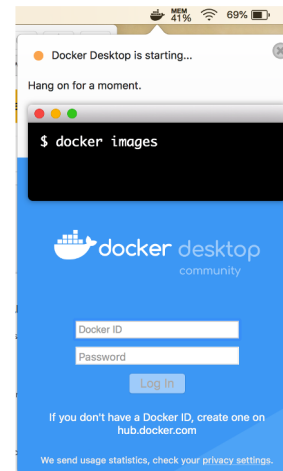 MEM
41%
69%
Docker Desktop is starting...
Hang on for a moment.
$ docker images
docker desktop
community
Docker ID
Password
Log In
If you don't have a Docker ID, create one on
hub.docker.com
We send usage statistics, check your privacy settings.